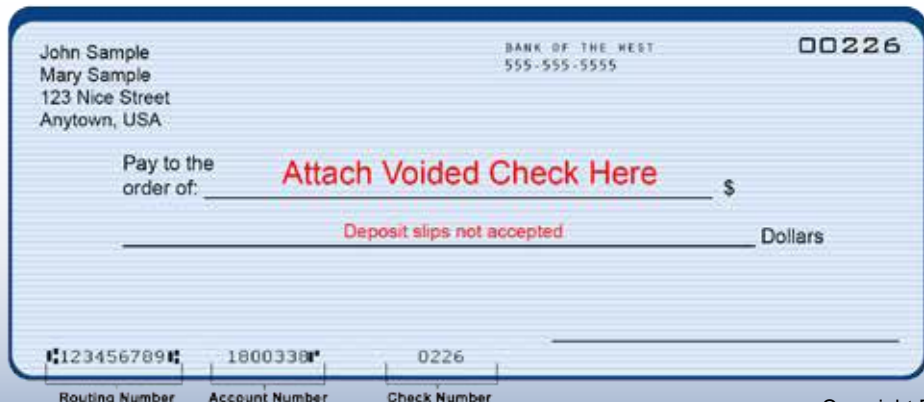 John Sample
Mary Sample
123 Nice Street
Anytown, USA
BANK OF THE WEST
555-555-5555
00226
Pay to the
order of:
Attach Voided Check Here
$
Deposit slips not accepted
Dollars
⑆123456789⑆ 1800338⑈ 0226
Routing Number Account Number Check Number